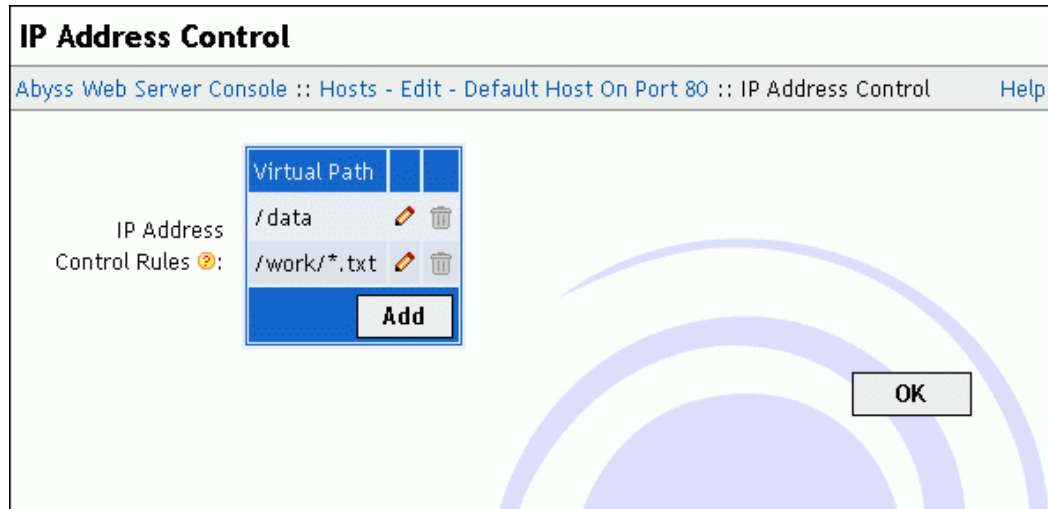 IP Address Control
Abyss Web Server Console :: Hosts - Edit - Default Host On Port 80 :: IP Address Control Help
Virtual Path
IP Address
Control Rules ?:
/data
/work/*.txt
Add
OK